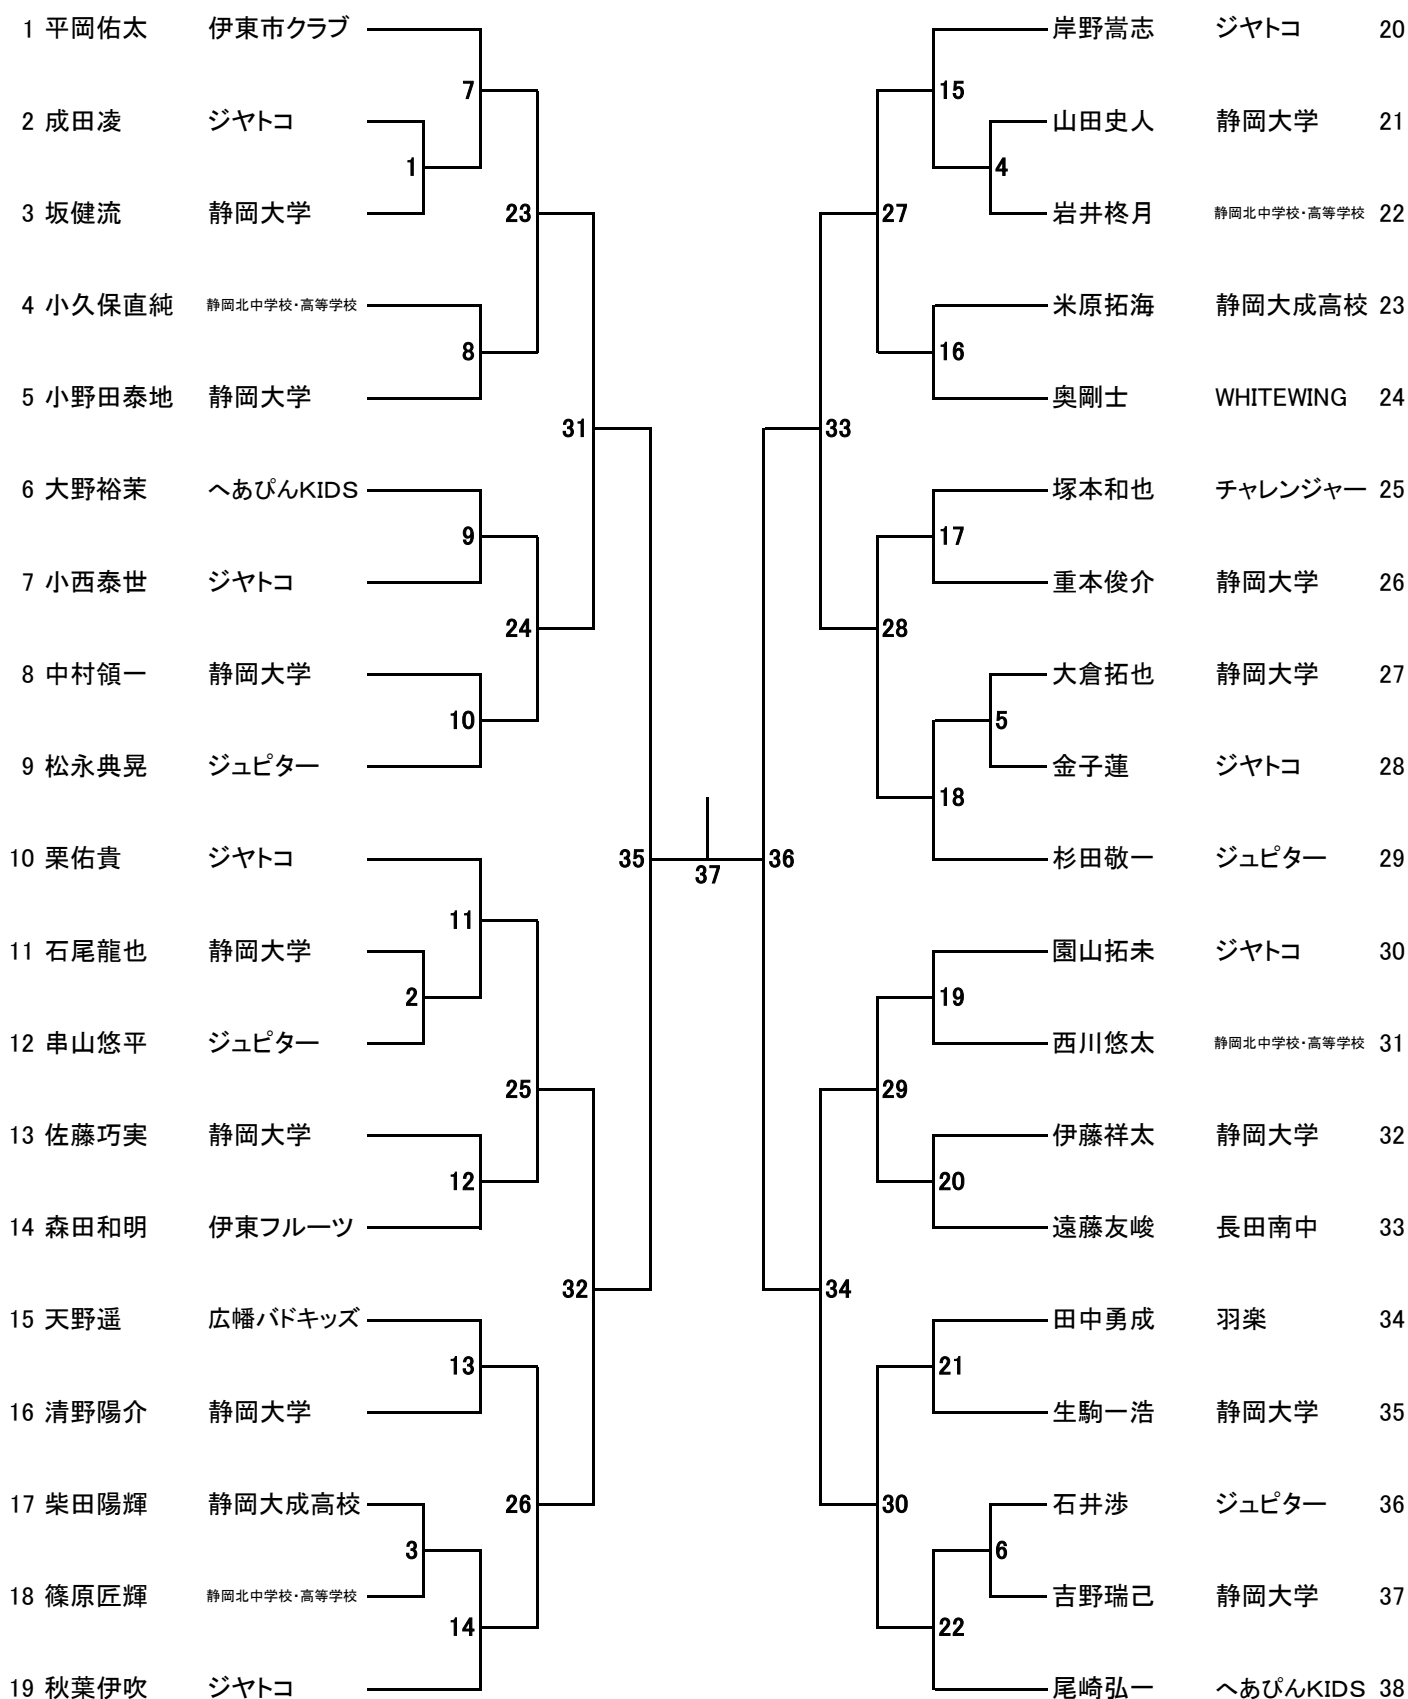 1 平岡佑太 伊東市クラブ
7
2 成田凌 ジヤトコ
1
3 坂健流 静岡大学
23
4 小久保直純 静岡北中学校・高等学校
8
5 小野田泰地 静岡大学
31
6 大野裕茉 へあぴんKIDS
9
7 小西泰世 ジヤトコ
24
8 中村領一 静岡大学
10
9 松永典晃 ジュピター
10 栗佑貴 ジヤトコ
35
11
11 石尾龍也 静岡大学
2
12 串山悠平 ジュピター
25
13 佐藤巧実 静岡大学
12
14 森田和明 伊東フルーツ
32
15 天野遥 広幡バドキッズ
13
16 清野陽介 静岡大学
17 柴田陽輝 静岡大成高校
26
3
18 篠原匠輝 静岡北中学校・高等学校
14
19 秋葉伊吹 ジヤトコ
37
岸野嵩志 ジヤトコ 20
15
山田史人 静岡大学 21
4
岩井柊月 静岡北中学校・高等学校 22
27
米原拓海 静岡大成高校 23
16
奥剛士 WHITEWING 24
33
塚本和也 チャレンジャー 25
17
重本俊介 静岡大学 26
28
大倉拓也 静岡大学 27
5
金子蓮 ジヤトコ 28
18
杉田敬一 ジュピター 29
36
園山拓未 ジヤトコ 30
19
西川悠太 静岡北中学校・高等学校 31
29
伊藤祥太 静岡大学 32
20
遠藤友峻 長田南中 33
34
田中勇成 羽楽 34
21
生駒一浩 静岡大学 35
石井渉 ジュピター 36
30
6
吉野瑞己 静岡大学 37
22
尾崎弘一 へあぴんKIDS 38